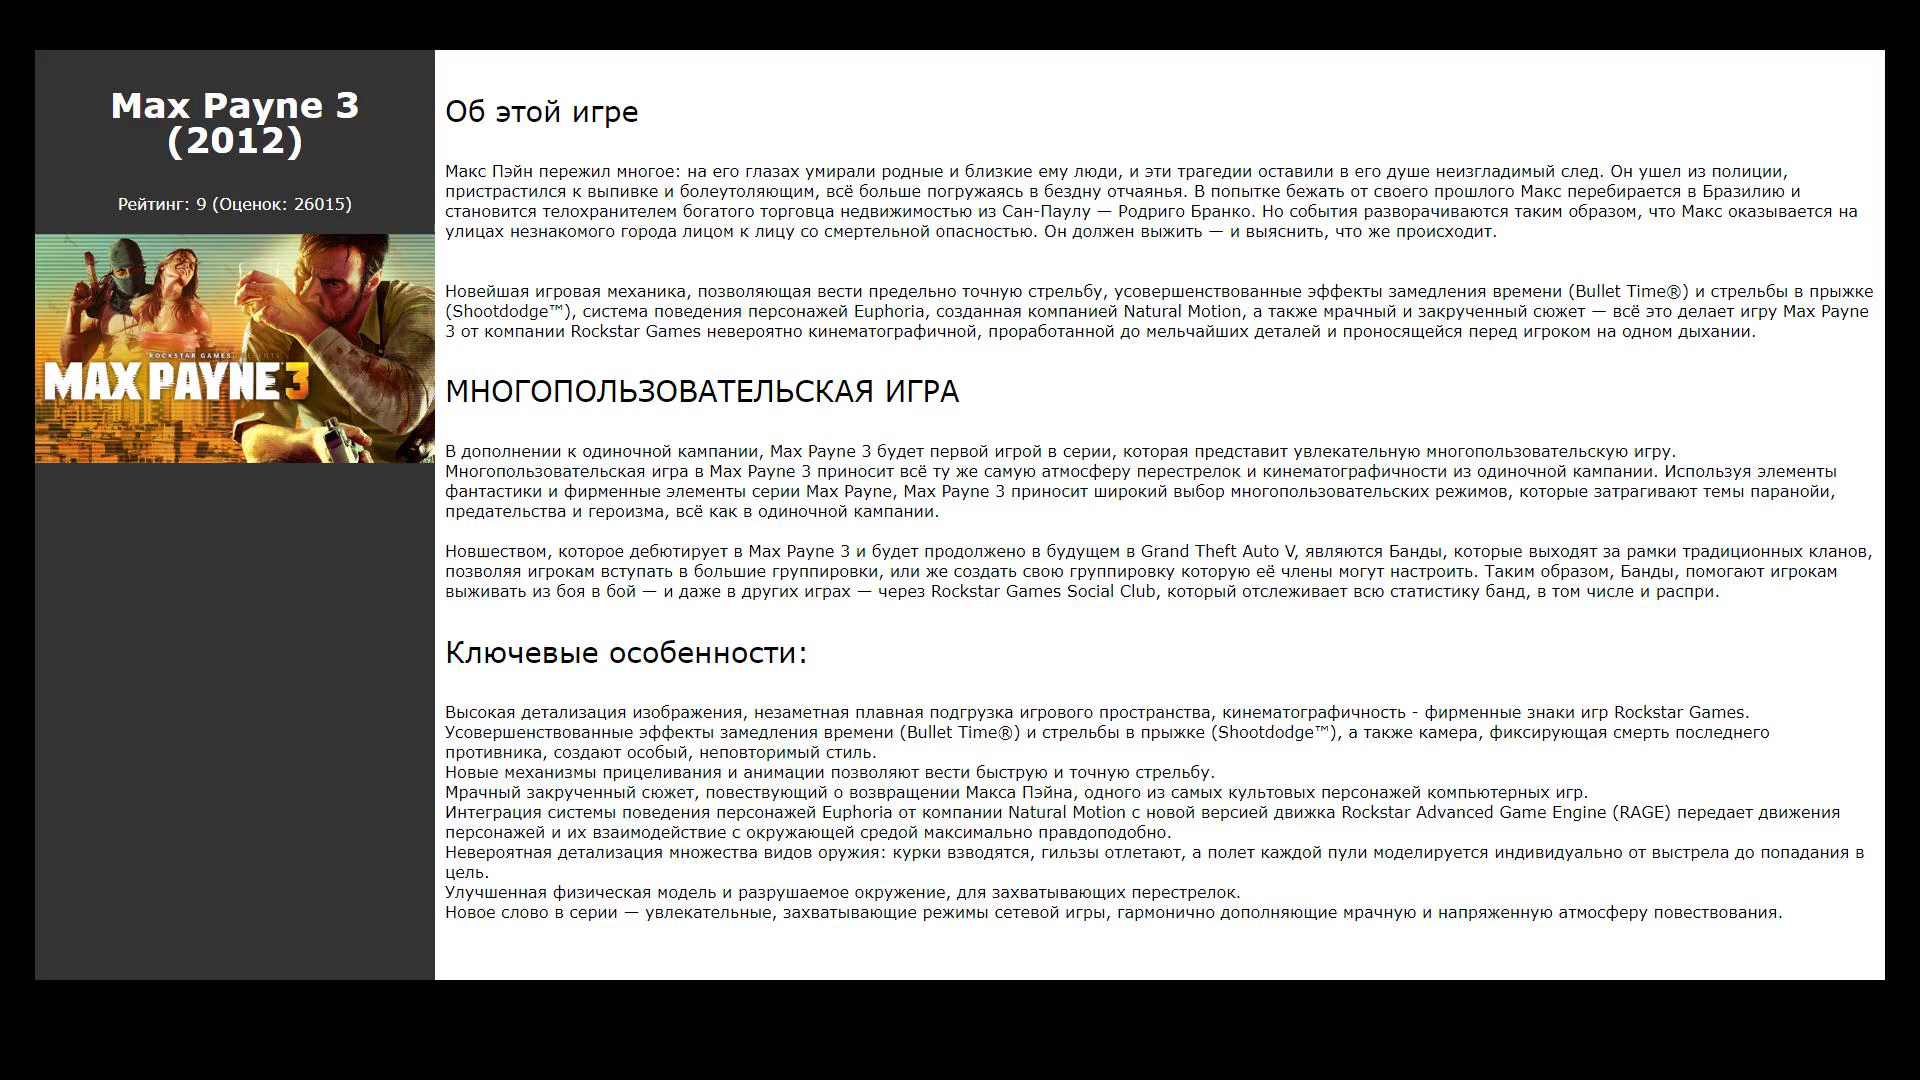 Max Payne 3
(2012)
Рейтинг: 9 (Оценок: 26015)
ROCKSTAR GAMES PRESENTS
MAX PAYNE 3
Об этой игре
Макс Пэйн пережил многое: на его глазах умирали родные и близкие ему люди, и эти трагедии оставили в его душе неизгладимый след. Он ушел из полиции,
пристрастился к выпивке и болеутоляющим, всё больше погружаясь в бездну отчаянья. В попытке бежать от своего прошлого Макс перебирается в Бразилию и
становится телохранителем богатого торговца недвижимостью из Сан-Паулу — Родриго Бранко. Но события разворачиваются таким образом, что Макс оказывается на
улицах незнакомого города лицом к лицу со смертельной опасностью. Он должен выжить — и выяснить, что же происходит.
Новейшая игровая механика, позволяющая вести предельно точную стрельбу, усовершенствованные эффекты замедления времени (Bullet Time®) и стрельбы в прыжке
(Shootdodge™), система поведения персонажей Euphoria, созданная компанией Natural Motion, а также мрачный и закрученный сюжет — всё это делает игру Max Payne
3 от компании Rockstar Games невероятно кинематографичной, проработанной до мельчайших деталей и проносящейся перед игроком на одном дыхании.
МНОГОПОЛЬЗОВАТЕЛЬСКАЯ ИГРА
В дополнении к одиночной кампании, Max Payne 3 будет первой игрой в серии, которая представит увлекательную многопользовательскую игру.
Многопользовательская игра в Max Payne 3 приносит всё ту же самую атмосферу перестрелок и кинематографичности из одиночной кампании. Используя элементы
фантастики и фирменные элементы серии Max Payne, Max Payne 3 приносит широкий выбор многопользовательских режимов, которые затрагивают темы паранойи,
предательства и героизма, всё как в одиночной кампании.
Новшеством, которое дебютирует в Max Payne 3 и будет продолжено в будущем в Grand Theft Auto V, являются Банды, которые выходят за рамки традиционных кланов,
позволяя игрокам вступать в большие группировки, или же создать свою группировку которую её члены могут настроить. Таким образом, Банды, помогают игрокам
выживать из боя в бой — и даже в других играх — через Rockstar Games Social Club, который отслеживает всю статистику банд, в том числе и распри.
Ключевые особенности:
Высокая детализация изображения, незаметная плавная подгрузка игрового пространства, кинематографичность - фирменные знаки игр Rockstar Games.
Усовершенствованные эффекты замедления времени (Bullet Time®) и стрельбы в прыжке (Shootdodge™), а также камера, фиксирующая смерть последнего
противника, создают особый, неповторимый стиль.
Новые механизмы прицеливания и анимации позволяют вести быструю и точную стрельбу.
Мрачный закрученный сюжет, повествующий о возвращении Макса Пэйна, одного из самых культовых персонажей компьютерных игр.
Интеграция системы поведения персонажей Euphoria от компании Natural Motion с новой версией движка Rockstar Advanced Game Engine (RAGE) передает движения
персонажей и их взаимодействие с окружающей средой максимально правдоподобно.
Невероятная детализация множества видов оружия: курки взводятся, гильзы отлетают, а полет каждой пули моделируется индивидуально от выстрела до попадания в
цель.
Улучшенная физическая модель и разрушаемое окружение, для захватывающих перестрелок.
Новое слово в серии — увлекательные, захватывающие режимы сетевой игры, гармонично дополняющие мрачную и напряженную атмосферу повествования.